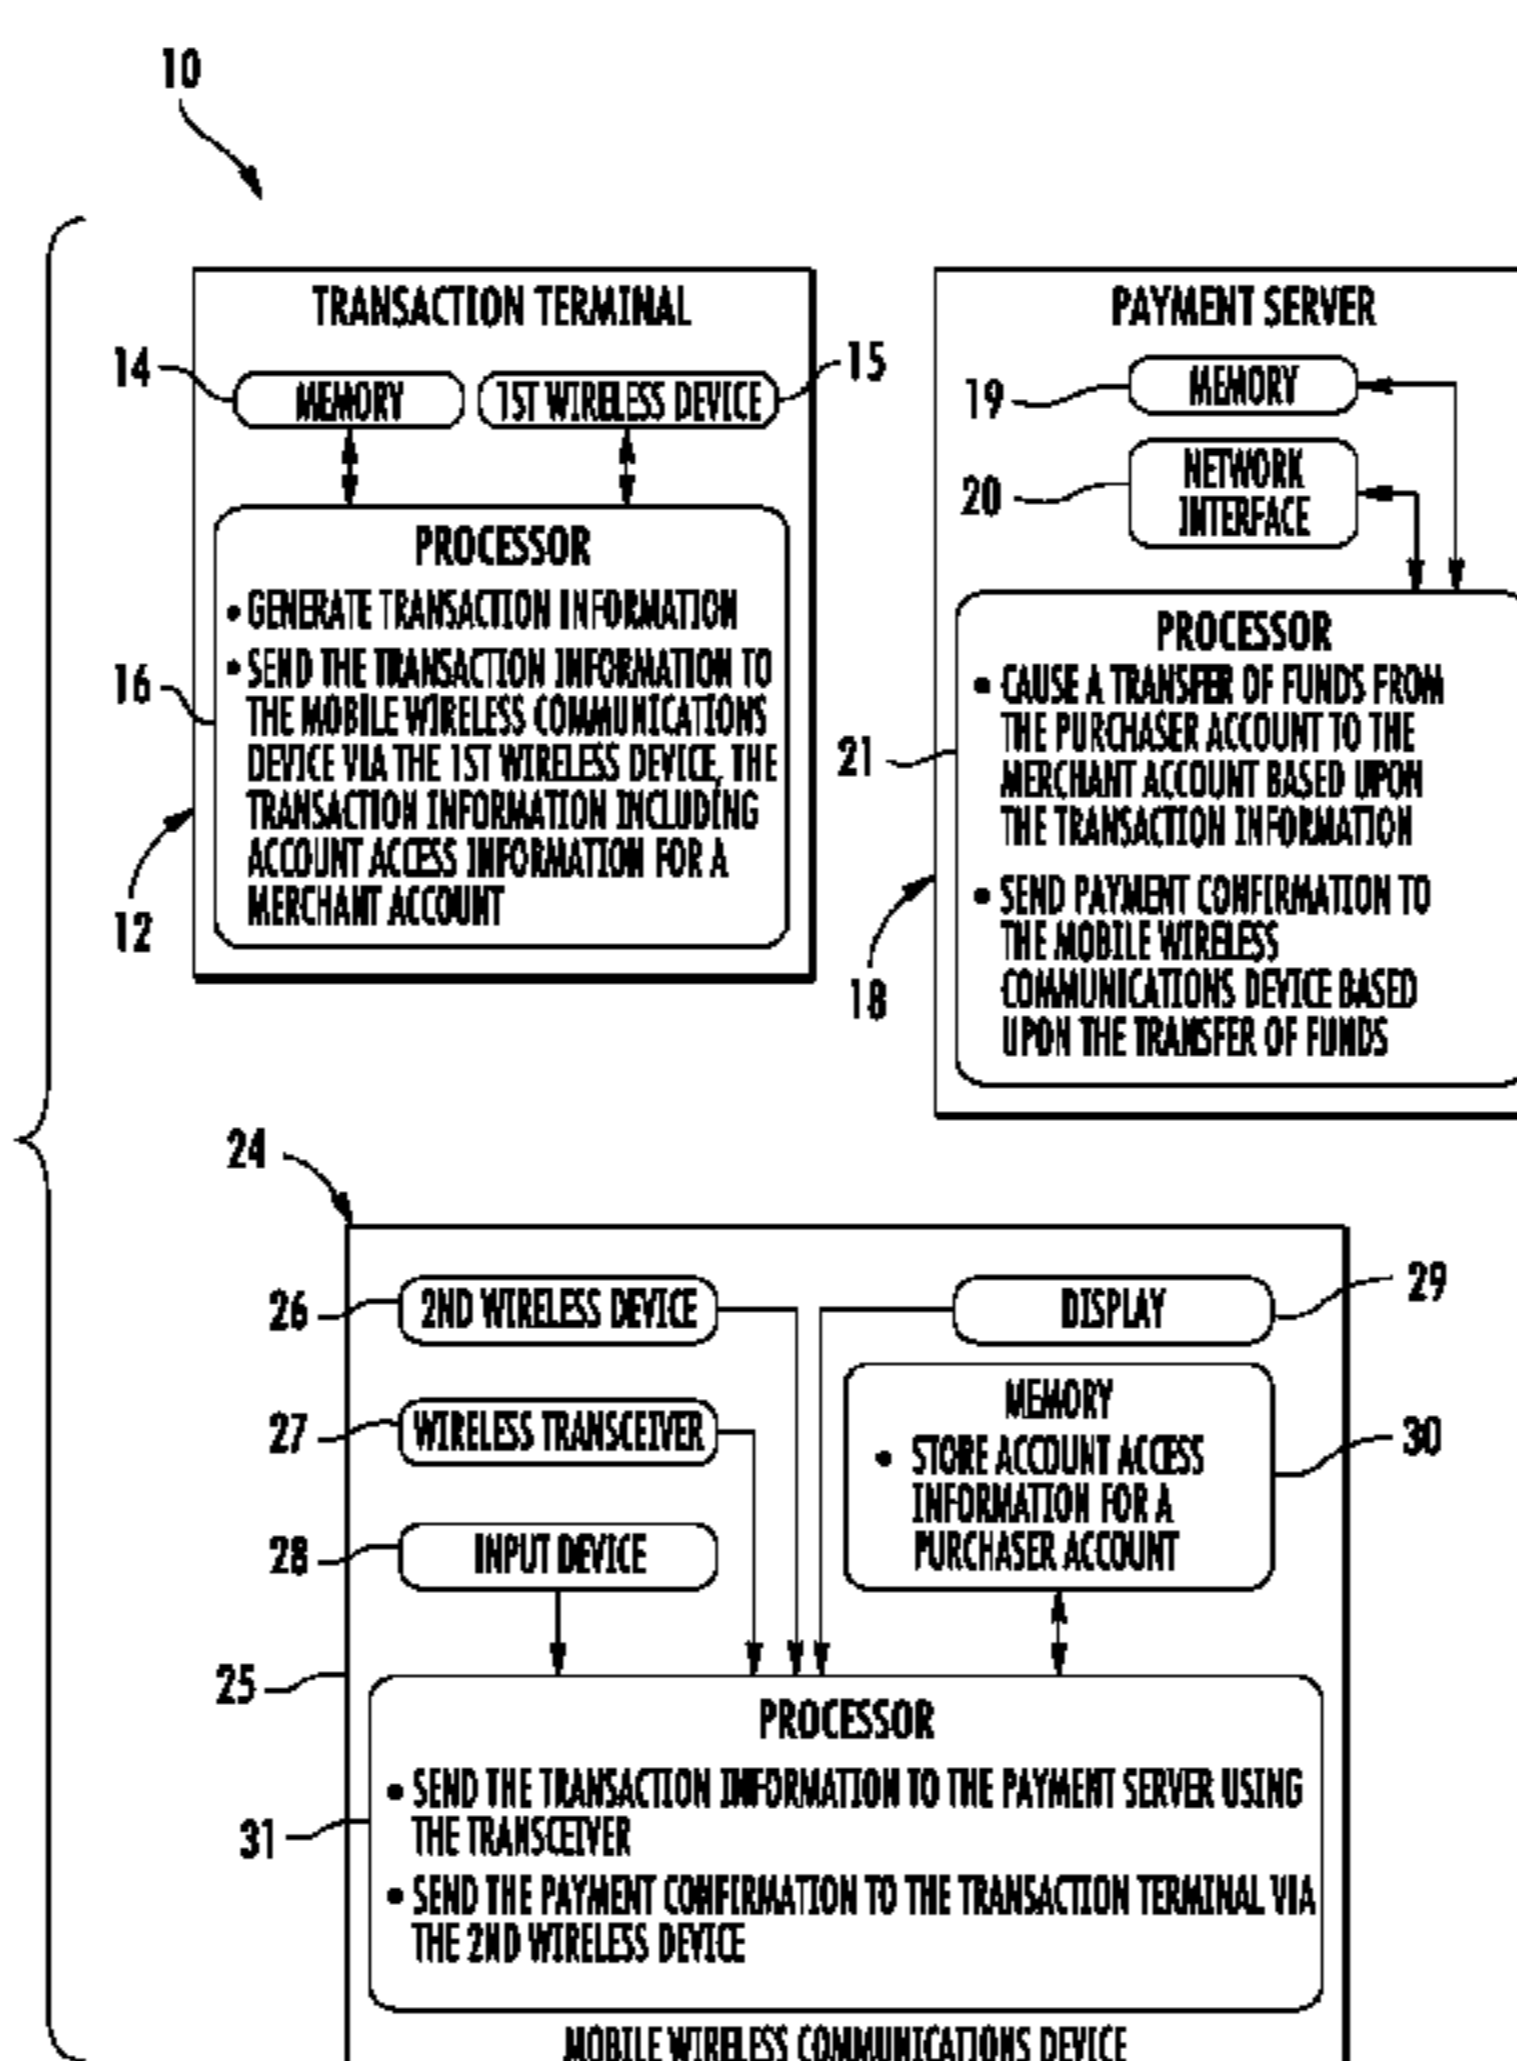 10
TRANSACTION TERMINAL
14
MEMORY
1ST WIRELESS DEVICE
15
PROCESSOR
• GENERATE TRANSACTION INFORMATION
• SEND THE TRANSACTION INFORMATION TO
THE MOBILE WIRELESS COMMUNICATIONS
DEVICE VIA THE 1ST WIRELESS DEVICE, THE
TRANSACTION INFORMATION INCLUDING
ACCOUNT ACCESS INFORMATION FOR A
MERCHANT ACCOUNT
16
12
PAYMENT SERVER
19
MEMORY
20
NETWORK
INTERFACE
PROCESSOR
• CAUSE A TRANSFER OF FUNDS FROM
THE PURCHASER ACCOUNT TO THE
MERCHANT ACCOUNT BASED UPON
THE TRANSACTION INFORMATION
• SEND PAYMENT CONFIRMATION TO
THE MOBILE WIRELESS
COMMUNICATIONS DEVICE BASED
UPON THE TRANSFER OF FUNDS
21
18
24
26
2ND WIRELESS DEVICE
DISPLAY
29
27
WIRELESS TRANSCEIVER
MEMORY
• STORE ACCOUNT ACCESS
INFORMATION FOR A
PURCHASER ACCOUNT
30
28
INPUT DEVICE
25
PROCESSOR
• SEND THE TRANSACTION INFORMATION TO THE PAYMENT SERVER USING
THE TRANSCEIVER
• SEND THE PAYMENT CONFIRMATION TO THE TRANSACTION TERMINAL VIA
THE 2ND WIRELESS DEVICE
31
MOBILE WIRELESS COMMUNICATIONS DEVICE